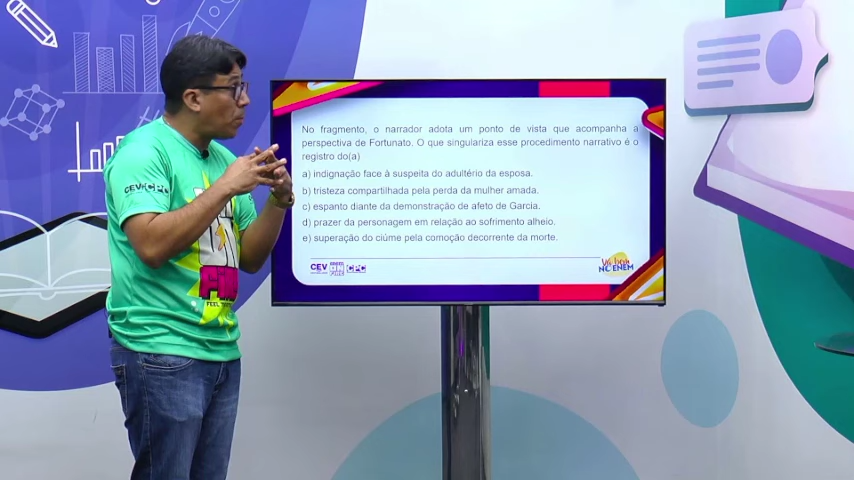 No fragmento, o narrador adota um ponto de vista que acompanha a
perspectiva de Fortunato. O que singulariza esse procedimento narrativo é o
registro do(a)
a) indignação face à suspeita do adultério da esposa.
b) tristeza compartilhada pela perda da mulher amada.
c) espanto diante da demonstração de afeto de Garcia.
d) prazer da personagem em relação ao sofrimento alheio.
e) superação do ciúme pela comoção decorrente da morte.
CEV CPC
Vá bem
NO ENEM
CEV CPC